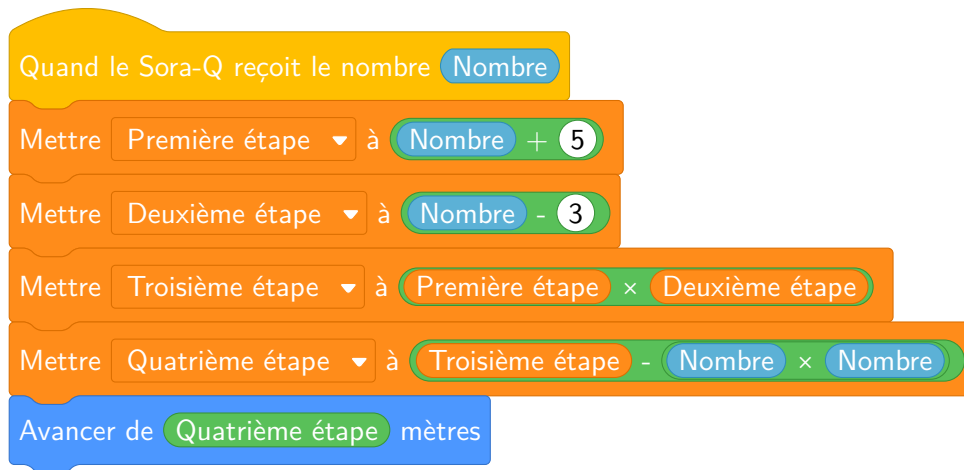 Quand le Sora-Q reçoit le nombre Nombre
Mettre Première étape à Nombre + 5
Mettre Deuxième étape à Nombre - 3
Mettre Troisième étape à Première étape × Deuxième étape
Mettre Quatrième étape à Troisième étape - Nombre × Nombre
Avancer de Quatrième étape mètres